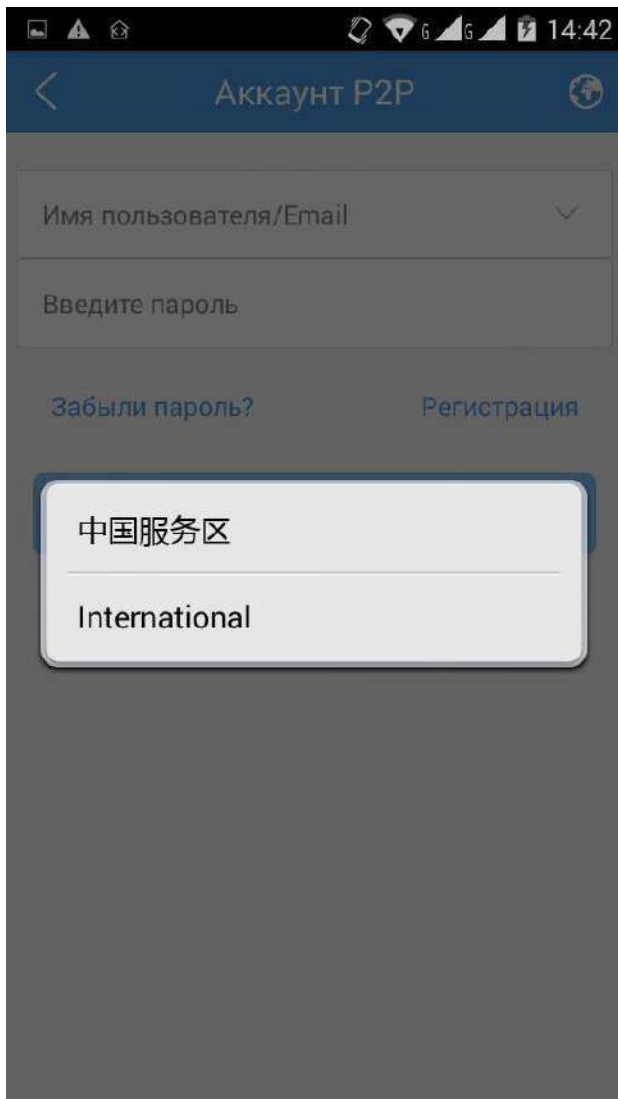 G G 14:42
Аккаунт P2P
Имя пользователя/Email
Введите пароль
Забыли пароль? Регистрация
中国服务区
International